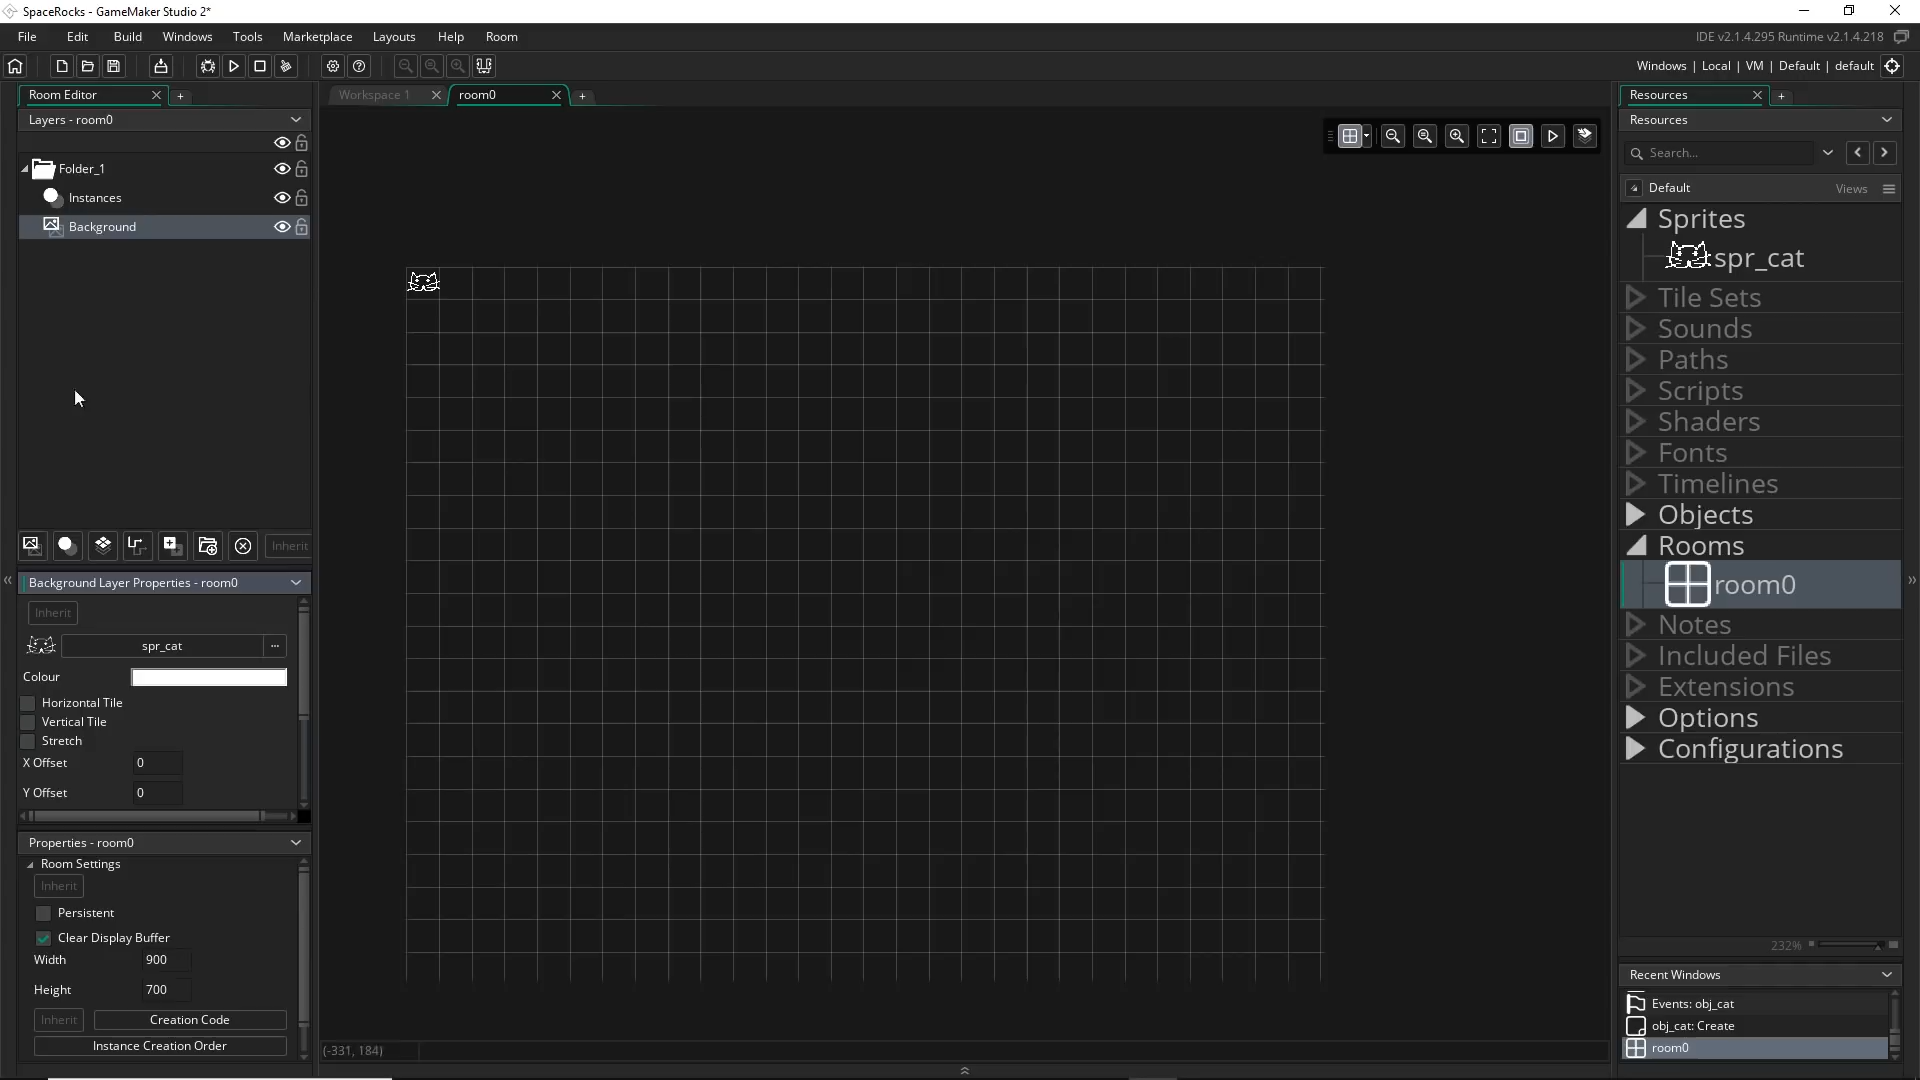 SpaceRocks - GameMaker Studio 2*
File Edit Build Windows Tools Marketplace Layouts Help Room
IDE v2.1.4.295 Runtime v2.1.4.218
Windows | Local | VM | Default | default
Room Editor
Layers - room0
Folder_1
Instances
Background
Inherit
Background Layer Properties - room0
Inherit
spr_cat
...
Colour
Horizontal Tile
Vertical Tile
Stretch
X Offset 0
Y Offset 0
Properties - room0
Room Settings
Inherit
Persistent
Clear Display Buffer
Width 900
Height 700
Inherit Creation Code
Instance Creation Order
Workspace 1
room0
(-331, 184)
Resources
Resources
Search...
Default Views
Sprites
spr_cat
Tile Sets
Sounds
Paths
Scripts
Shaders
Fonts
Timelines
Objects
Rooms
room0
Notes
Included Files
Extensions
Options
Configurations
232%
Recent Windows
Events: obj_cat
obj_cat: Create
room0